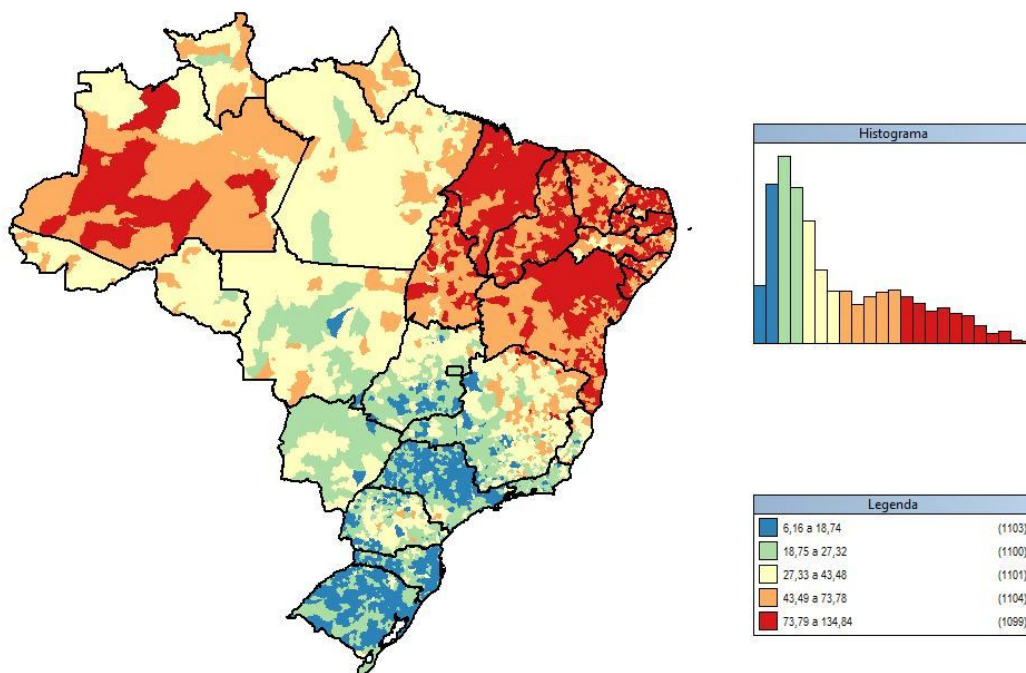 Histograma
Legenda
6,16 a 18,74 (1103)
18,75 a 27,32 (1100)
27,33 a 43,48 (1101)
43,49 a 73,78 (1104)
73,79 a 134,84 (1099)